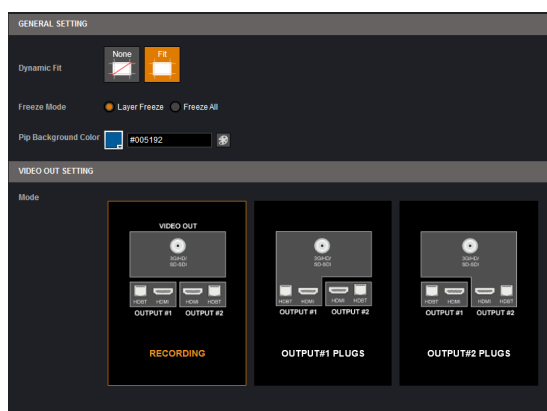 GENERAL SETTING
Dynamic Fit
None
Fit
Freeze Mode
Layer Freeze
Freeze All
Pip Background Color
#005192
VIDEO OUT SETTING
Mode
VIDEO OUT
3G/HD/
SD-SDI
HDBT HDMI HDMI HDBT
OUTPUT #1 OUTPUT #2
RECORDING
3G/HD/
SD-SDI
HDBT HDMI HDMI HDBT
OUTPUT #1 OUTPUT #2
OUTPUT#1 PLUGS
3G/HD/
SD-SDI
HDBT HDMI HDMI HDBT
OUTPUT #1 OUTPUT #2
OUTPUT#2 PLUGS